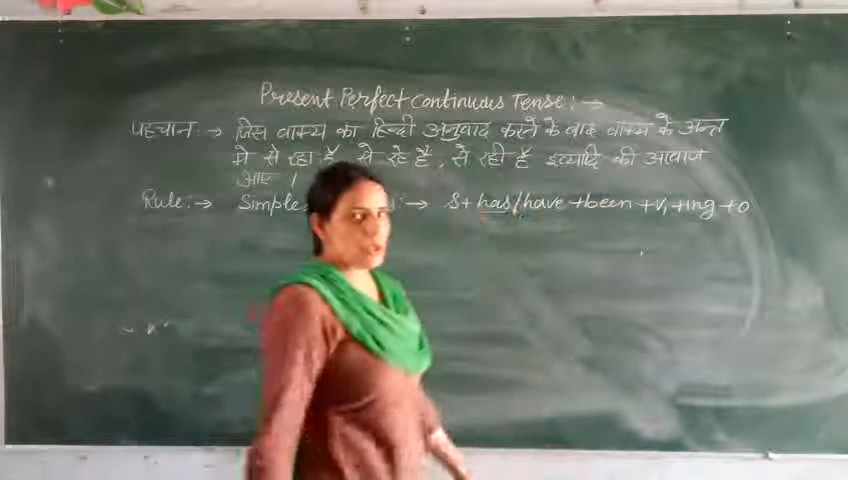 Present Perfect Continuous Tense :→
पहचान :→ जिस वाक्य का हिन्दी अनुवाद करने के बाद वाक्य के अन्त
मे से रहा है, से रहे हैं, से रही हैं इत्यादि की आवाज
आए ।
Rule :→ Simple :→ S+ has/have +been +V₁+ing+O